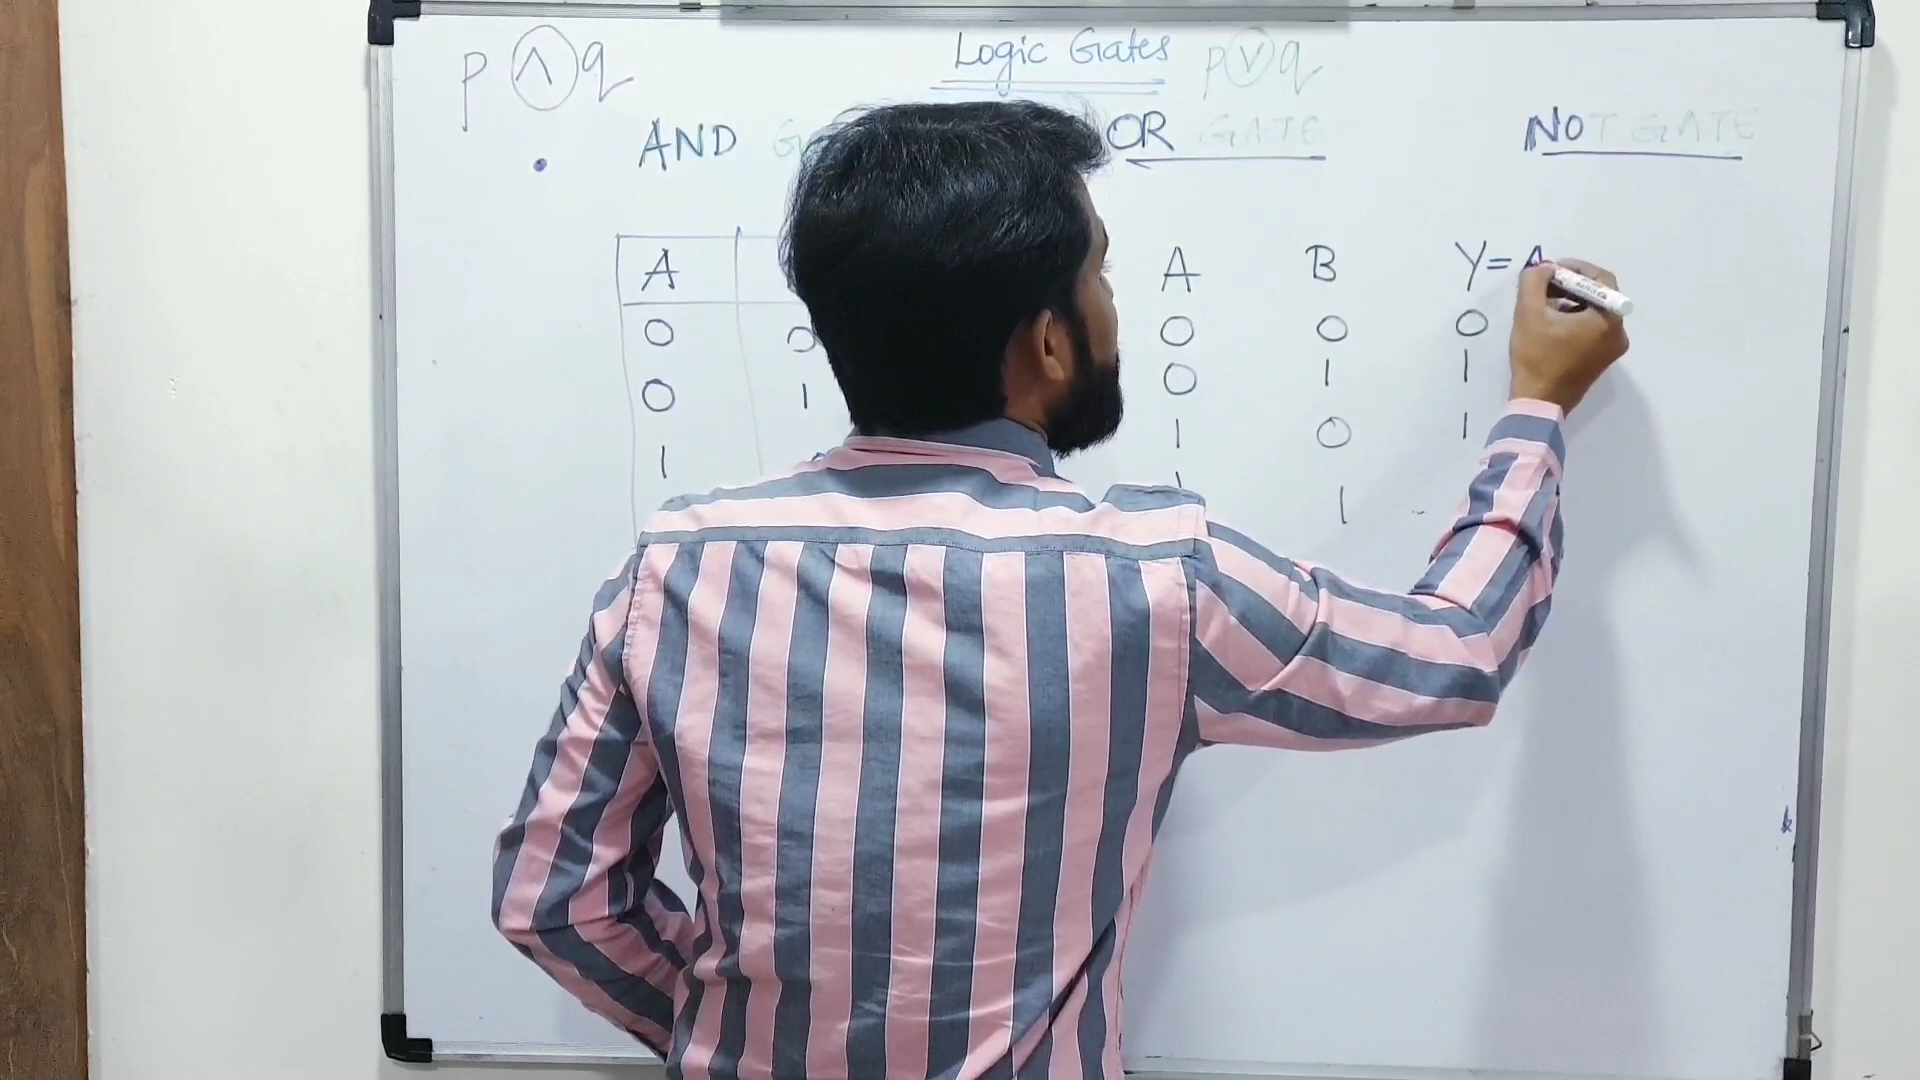 Logic Gates
p ∧ q
p ∨ q
AND
OR GATE
NOT GATE
A
A B Y = A
0 0
0 0 0
0 1
0 1 1
1
1 0 1
1